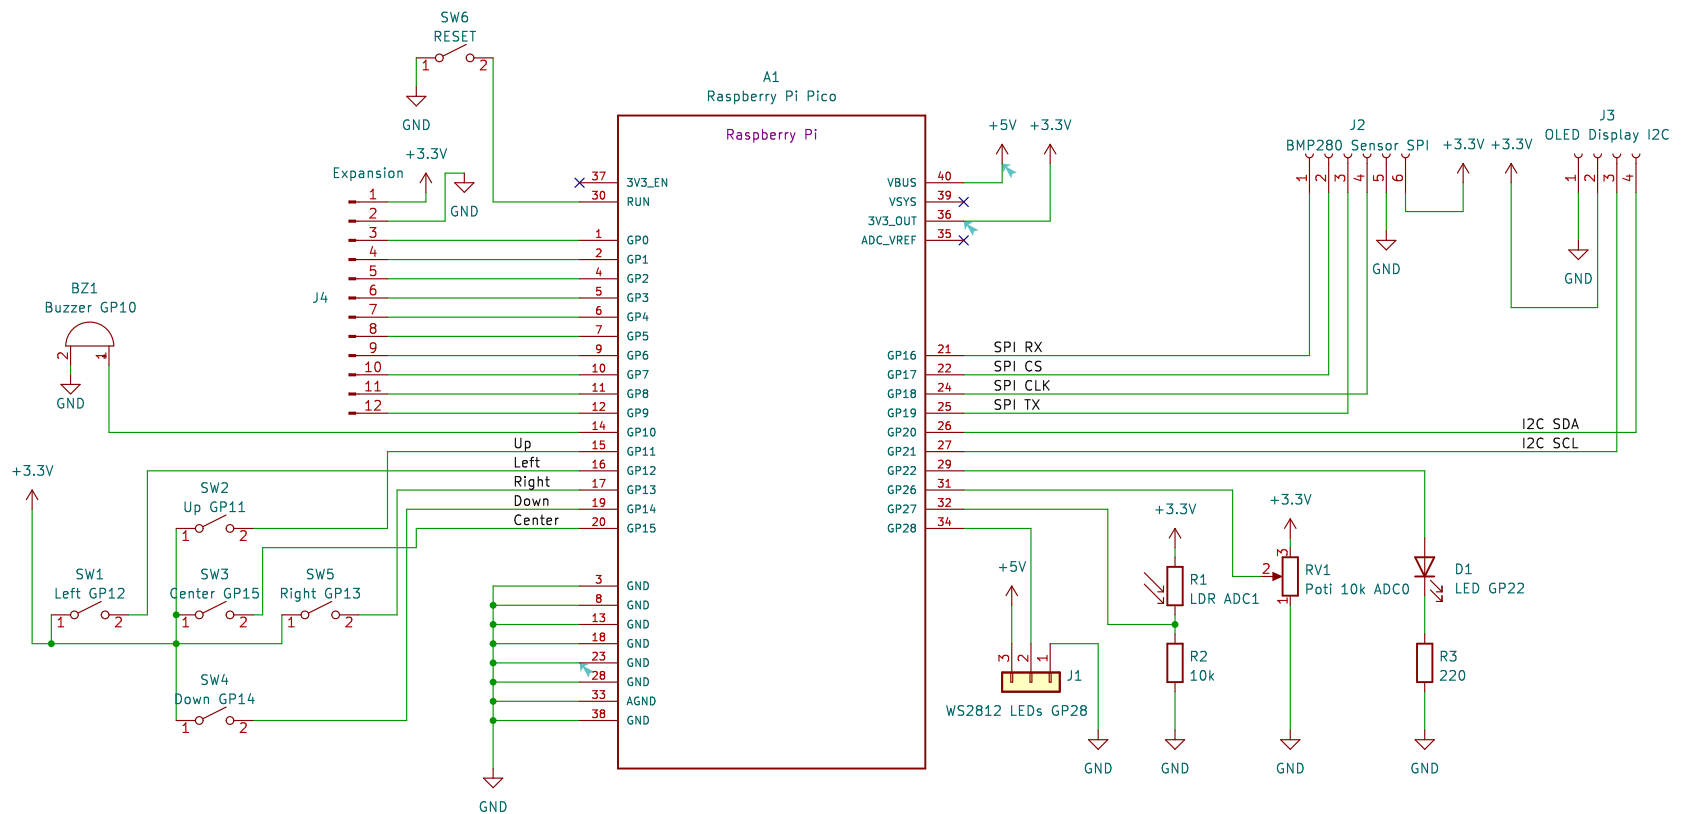 SW6
RESET
1 2
GND
A1
Raspberry Pi Pico
Raspberry Pi
+3.3V
Expansion
GND
J4
1
2
3
4
5
6
7
8
9
10
11
12
37 3V3_EN
30 RUN
1 GP0
2 GP1
4 GP2
5 GP3
6 GP4
7 GP5
9 GP6
10 GP7
11 GP8
12 GP9
14 GP10
Up 15 GP11
Left 16 GP12
Right 17 GP13
Down 19 GP14
Center 20 GP15
3 GND
8 GND
13 GND
18 GND
23 GND
28 GND
33 AGND
38 GND
GND
BZ1
Buzzer GP10
2 1
GND
+3.3V
SW2
Up GP11
1 2
SW1
Left GP12
1 2
SW3
Center GP15
1 2
SW5
Right GP13
1 2
SW4
Down GP14
1 2
+5V +3.3V
VBUS 40
VSYS 39
3V3_OUT 36
ADC_VREF 35
GP16 21 SPI RX
GP17 22 SPI CS
GP18 24 SPI CLK
GP19 25 SPI TX
GP20 26 I2C SDA
GP21 27 I2C SCL
GP22 29
GP26 31
GP27 32
GP28 34
J2
BMP280 Sensor SPI
1 2 3 4 5 6
+3.3V
GND
J3
OLED Display I2C
1 2 3 4
+3.3V
GND
+5V
3 2 1
J1
WS2812 LEDs GP28
GND
+3.3V
R1
LDR ADC1
R2
10k
GND
+3.3V
3
2
1
RV1
Poti 10k ADC0
GND
D1
LED GP22
R3
220
GND